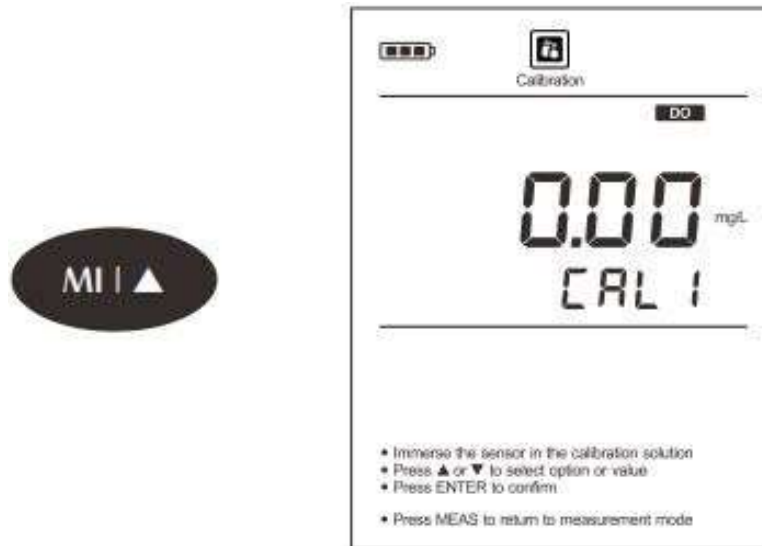 MI | ▲
Calibration
DO
0.00 mg/L
CAL 1
• Immerse the sensor in the calibration solution
• Press ▲ or ▼ to select option or value
• Press ENTER to confirm
• Press MEAS to return to measurement mode